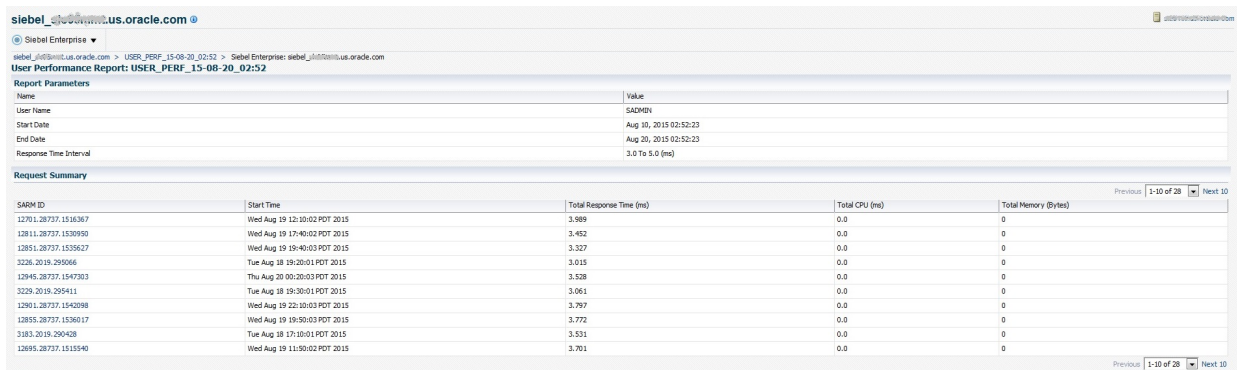 siebel_ .us.oracle.com
Siebel Enterprise
siebel_ .us.oracle.com > USER_PERF_15-08-20_02:52 > Siebel Enterprise: siebel_ .us.oracle.com
User Performance Report: USER_PERF_15-08-20_02:52
Report Parameters
Name Value
User Name SADMIN
Start Date Aug 10, 2015 02:52:23
End Date Aug 20, 2015 02:52:23
Response Time Interval 3.0 To 5.0 (ms)
Request Summary
Previous 1-10 of 28 Next 10
SARM ID Start Time Total Response Time (ms) Total CPU (ms) Total Memory (Bytes)
12701.28737.1516367 Wed Aug 19 12:10:02 PDT 2015 3.989 0.0 0
12811.28737.1530950 Wed Aug 19 17:40:02 PDT 2015 3.452 0.0 0
12851.28737.1535627 Wed Aug 19 19:40:03 PDT 2015 3.327 0.0 0
3226.2019.295066 Tue Aug 18 19:20:01 PDT 2015 3.015 0.0 0
12945.28737.1547303 Thu Aug 20 00:20:03 PDT 2015 3.528 0.0 0
3229.2019.295411 Tue Aug 18 19:30:01 PDT 2015 3.061 0.0 0
12901.28737.1542098 Wed Aug 19 22:10:03 PDT 2015 3.797 0.0 0
12855.28737.1536017 Wed Aug 19 19:50:03 PDT 2015 3.772 0.0 0
3183.2019.290428 Tue Aug 18 17:10:01 PDT 2015 3.531 0.0 0
12695.28737.1515540 Wed Aug 19 11:50:02 PDT 2015 3.701 0.0 0
Previous 1-10 of 28 Next 10